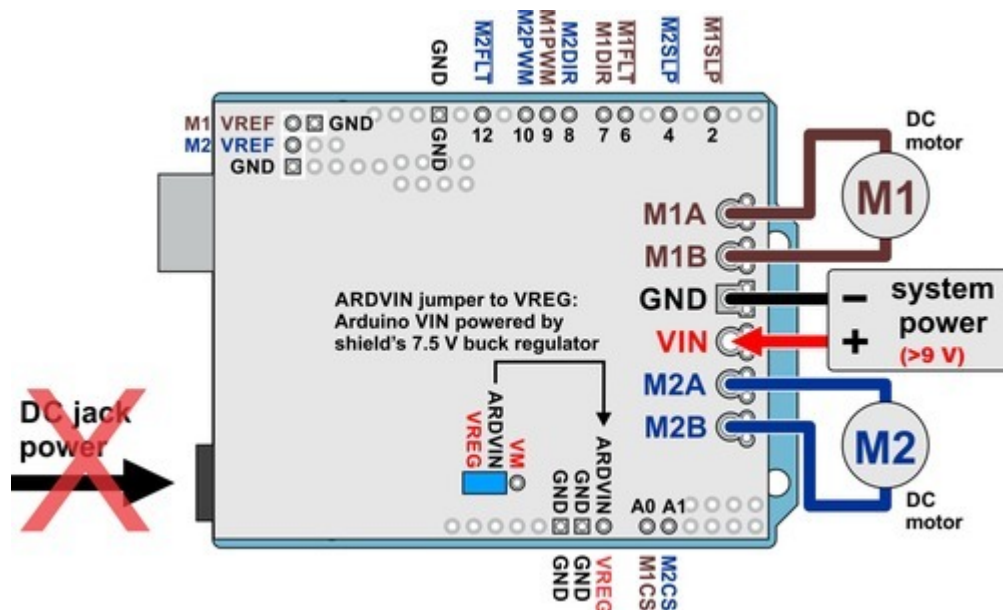 GND
M2FLT
M2PWM
M1PWM
M2DIR
M1DIR
M1FLT
M2SLP
M1SLP
M1 VREF
GND
M2 VREF
GND
GND
12
10
9
8
7
6
4
2
DC
motor
M1
M1A
M1B
GND
VIN
M2A
M2B
system
power
(>9 V)
−
+
ARDVIN jumper to VREG:
Arduino VIN powered by
shield's 7.5 V buck regulator
DC jack
power
X
VREG
ARDVIN
VM
GND
GND
ARDVIN
A0 A1
M2
DC
motor
GND
GND
VREG
M1CS
M2CS